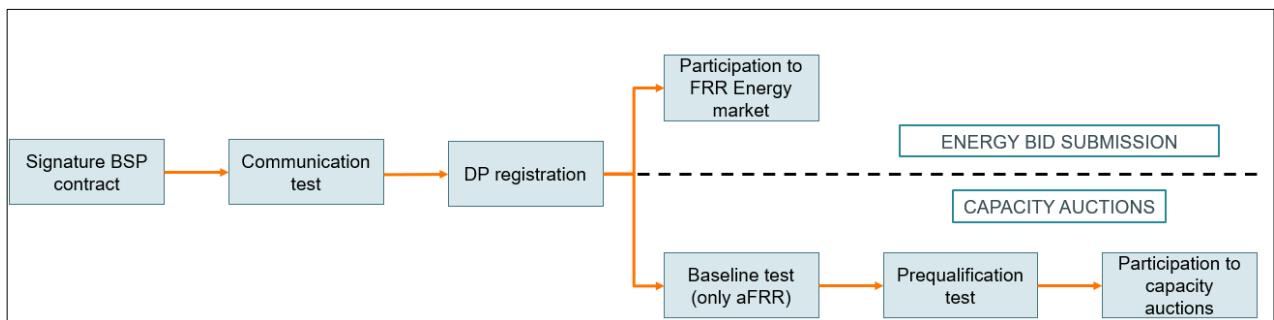 Participation to
FRR Energy
market
ENERGY BID SUBMISSION
Signature BSP
contract
Communication
test
DP registration
CAPACITY AUCTIONS
Baseline test
(only aFRR)
Prequalification
test
Participation to
capacity
auctions